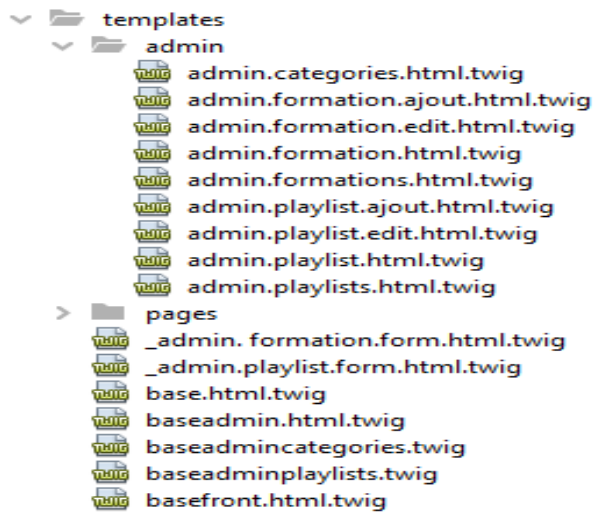 templates
admin
admin.categories.html.twig
admin.formation.ajout.html.twig
admin.formation.edit.html.twig
admin.formation.html.twig
admin.formations.html.twig
admin.playlist.ajout.html.twig
admin.playlist.edit.html.twig
admin.playlist.html.twig
admin.playlists.html.twig
pages
_admin. formation.form.html.twig
_admin.playlist.form.html.twig
base.html.twig
baseadmin.html.twig
baseadmincategories.twig
baseadminplaylists.twig
basefront.html.twig